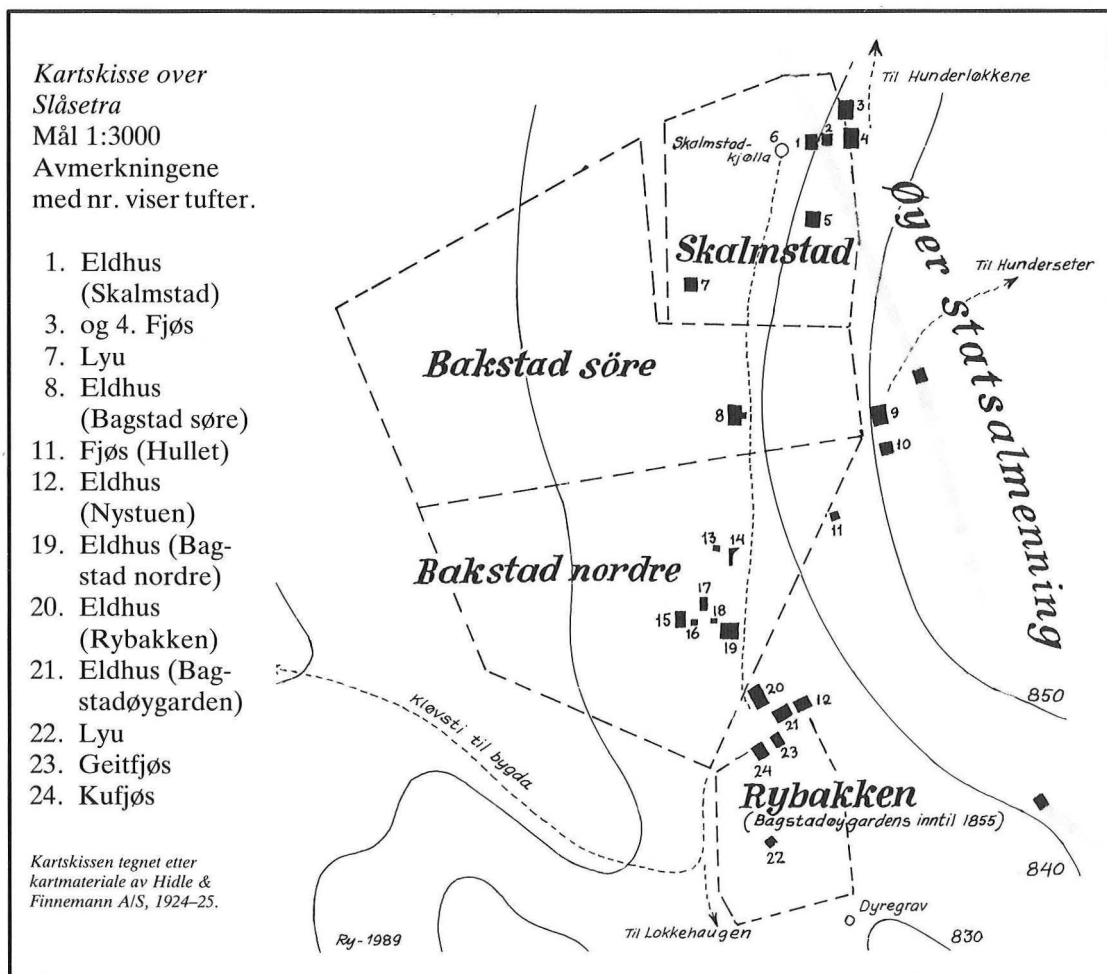 Kartskisse over
Slåsetra
Mål 1:3000
Avmerkningene
med nr. viser tufter.
1. Eldhus
(Skalmstad)
3. og 4. Fjøs
7. Lyu
8. Eldhus
(Bagstad søre)
11. Fjøs (Hullet)
12. Eldhus
(Nystuen)
19. Eldhus (Bag-
stad nordre)
20. Eldhus
(Rybakken)
21. Eldhus (Bag-
stadøygarden)
22. Lyu
23. Geitfjøs
24. Kufjøs
Kartskissen tegnet etter
kartmateriale av Hidle &
Finnemann A/S, 1924–25.
Til Hunderløkkene
3
6
Skalmstad-
kjølla
1
2
4
5
Skalmstad
7
Øyer statsalmenning
Til Hunderseter
Bakstad söre
8
9
10
11
13
14
Bakstad nordre
17
15
16
18
19
20
12
21
23
24
850
Kløvsti til bygda
Rybakken
(Bagstadøygardens inntil 1855)
22
840
Dyregrav
Til Lokkehaugen
830
Ry-1989